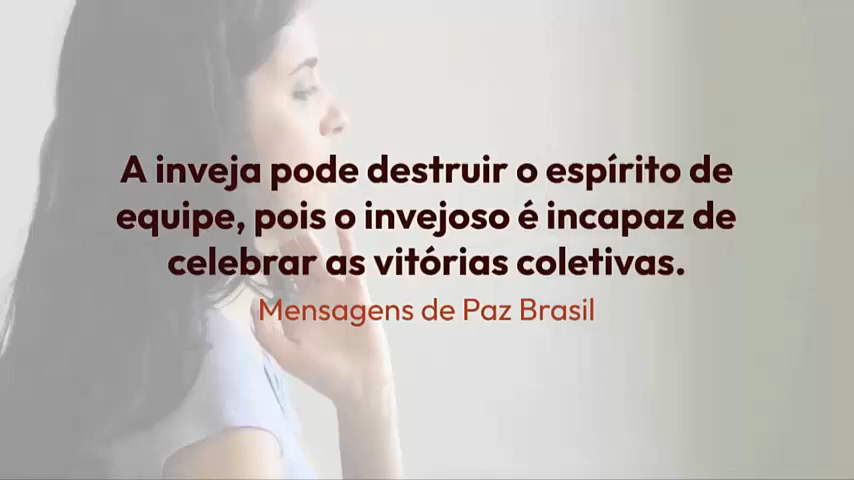 A inveja pode destruir o espírito de
equipe, pois o invejoso é incapaz de
celebrar as vitórias coletivas.
Mensagens de Paz Brasil